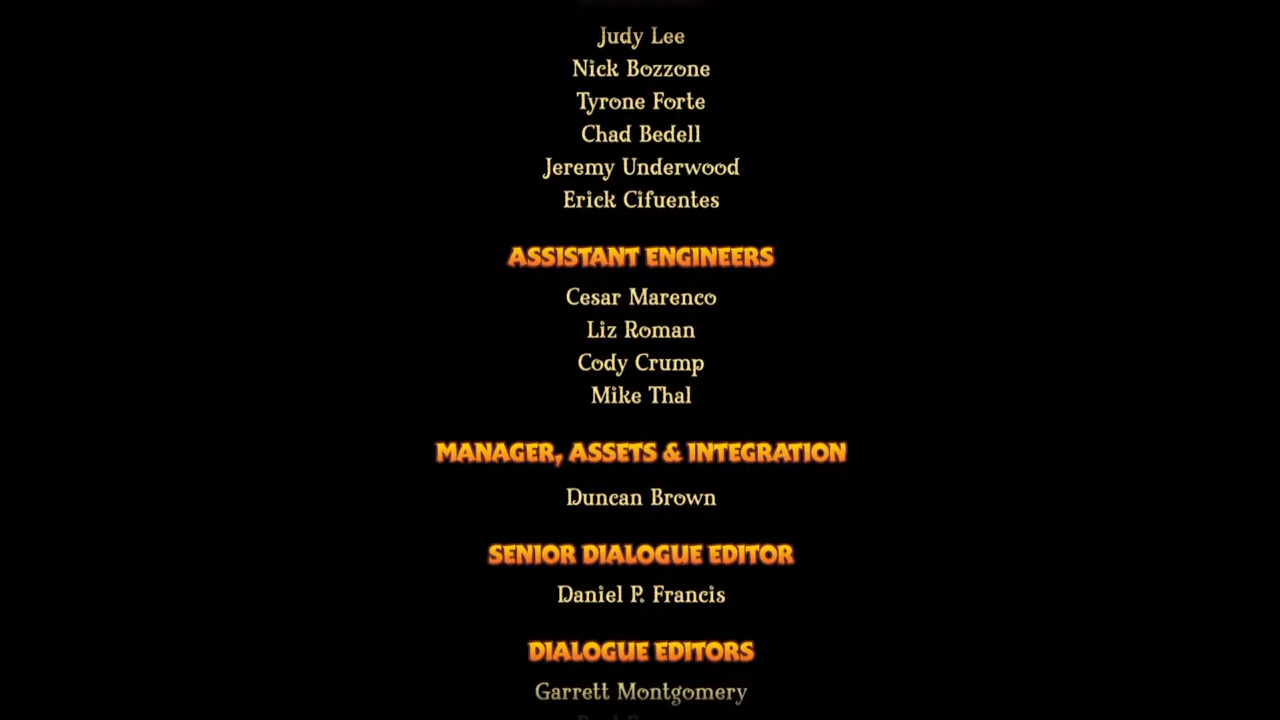 Judy Lee
Nick Bozzone
Tyrone Forte
Chad Bedell
Jeremy Underwood
Erick Cifuentes
ASSISTANT ENGINEERS
Cesar Marenco
Liz Roman
Cody Crump
Mike Thal
MANAGER, ASSETS & INTEGRATION
Duncan Brown
SENIOR DIALOGUE EDITOR
Daniel P. Francis
DIALOGUE EDITORS
Garrett Montgomery